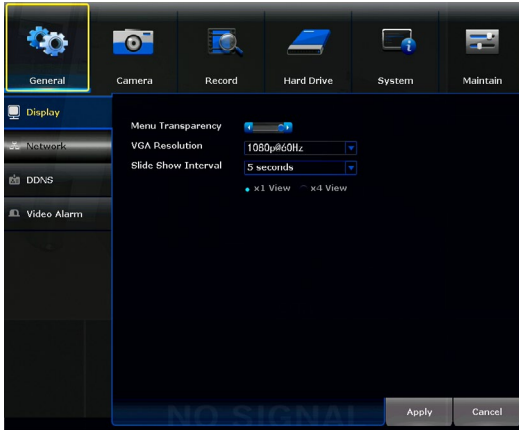 General Camera Record Hard Drive System Maintain
Display
Network
DDNS
Video Alarm
Menu Transparency
VGA Resolution 1080p@60Hz
Slide Show Interval 5 seconds
x1 View x4 View
NO SIGNAL
Apply Cancel